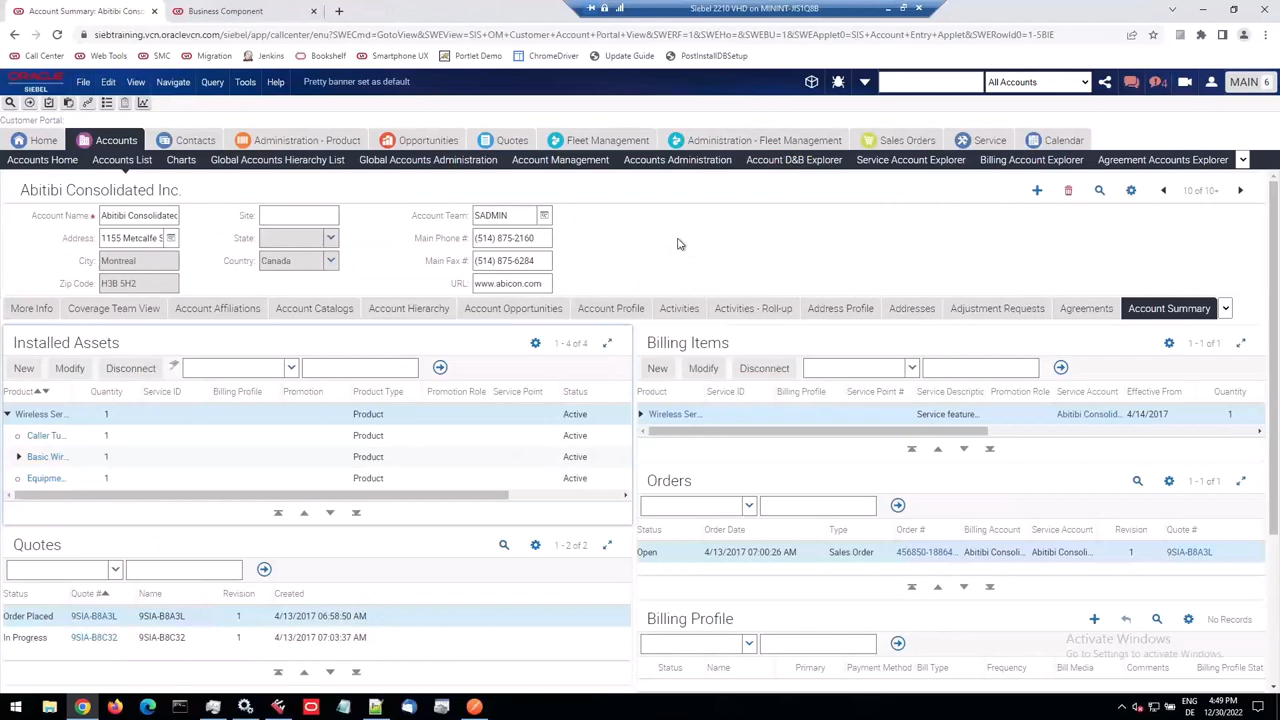 Account Summary: Abitibi Cons
Business Component
Siebel 2210 VHD on MININT-JIS1Q8B
siebtraining.vcn.oraclevcn.com/siebel/app/callcenter/enu?SWECmd=GotoView&SWEView=SIS+OM+Customer+Account+Portal+View&SWERF=1&SWEHo=&SWEBU=1&SWEApplet0=SIS+Account+Entry+Applet&SWERowId0=1-5BIE
Call Center Web Tools SMC Migration Jenkins Smartphone UX Portlet Demo ChromeDriver Update Guide PostInstallDBSetup
ORACLE
SIEBEL
File Edit View Navigate Query Tools Help Pretty banner set as default All Accounts 4 MAIN 6
Customer Portal:
Home Accounts Contacts Administration - Product Opportunities Quotes Fleet Management Administration - Fleet Management Sales Orders Service Calendar
Accounts Home Accounts List Charts Global Accounts Hierarchy List Global Accounts Administration Account Management Accounts Administration Account D&B Explorer Service Account Explorer Billing Account Explorer Agreement Accounts Explorer
Abitibi Consolidated Inc.
10 of 10+
Account Name: Abitibi Consolidated Site: Account Team: SADMIN
Address: 1155 Metcalfe S State: Main Phone #: (514) 875-2160
City: Montreal Country: Canada Main Fax #: (514) 875-6284
Zip Code: H3B 5H2 URL: www.abicon.com
More Info Coverage Team View Account Affiliations Account Catalogs Account Hierarchy Account Opportunities Account Profile Activities Activities - Roll-up Address Profile Addresses Adjustment Requests Agreements Account Summary
Installed Assets
1 - 4 of 4
New Modify Disconnect
Product Quantity Service ID Billing Profile Promotion Product Type Promotion Role Service Point Status
Wireless Ser... 1 Product Active
Caller Tu... 1 Product Active
Basic Wir... 1 Product Active
Equipme... 1 Product Active
Quotes
1 - 2 of 2
Status Quote # Name Revision Created
Order Placed 9SIA-B8A3L 9SIA-B8A3L 1 4/13/2017 06:58:50 AM
In Progress 9SIA-B8C32 9SIA-B8C32 1 4/13/2017 07:03:37 AM
Billing Items
1 - 1 of 1
New Modify Disconnect
Product Service ID Billing Profile Service Point # Service Descripti Promotion Role Service Account Effective From Quantity
Wireless Ser... Service feature... Abitibi Consolid... 4/14/2017 1
Orders
1 - 1 of 1
Status Order Date Type Order # Billing Account Service Account Revision Quote #
Open 4/13/2017 07:00:26 AM Sales Order 456850-18864... Abitibi Consoli... Abitibi Consoli... 1 9SIA-B8A3L
Billing Profile
No Records
Status Name Primary Payment Method Bill Type Frequency Bill Media Comments Billing Profile Stat
Activate Windows
Go to Settings to activate Windows.
ENG
DE
4:49 PM
12/30/2022